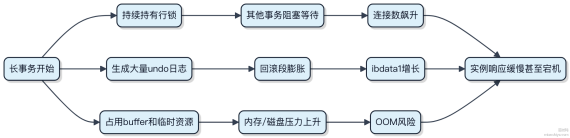 持续持有行锁
其他事务阻塞等待
连接数飙升
长事务开始
生成大量undo日志
回滚段膨胀
ibdata1增长
实例响应缓慢甚至宕机
占用buffer和临时资源
内存/磁盘压力上升
OOM风险